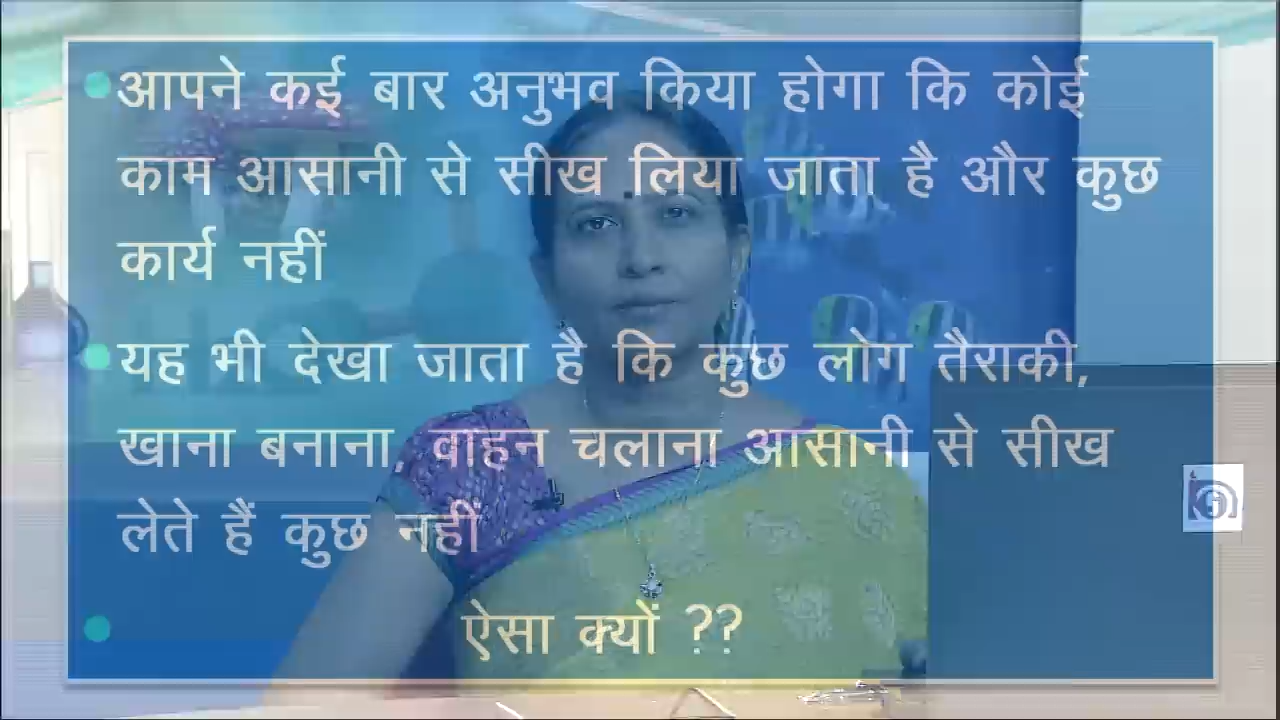 आपने कई बार अनुभव किया होगा कि कोई
काम आसानी से सीख लिया जाता है और कुछ
कार्य नहीं
यह भी देखा जाता है कि कुछ लोग तैराकी,
खाना बनाना, वाहन चलाना आसानी से सीख
लेते हैं कुछ नहीं
ऐसा क्यों ??